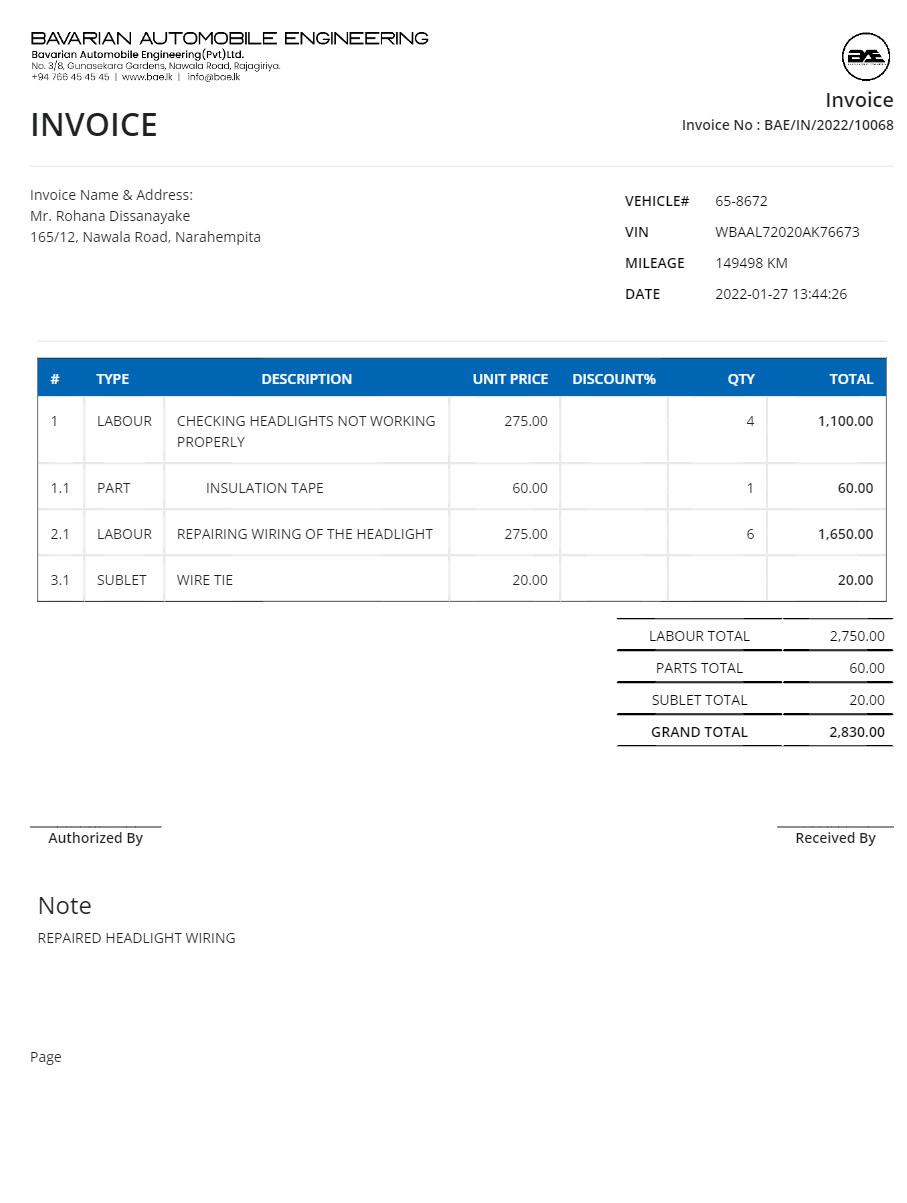 BAVARIAN AUTOMOBILE ENGINEERING
Bavarian Automobile Engineering(Pvt)Ltd.
No. 3/8, Gunasekara Gardens, Nawala Road, Rajagiriya.
+94 766 45 45 45 | www.bae.lk | info@bae.lk
BAE
Invoice
INVOICE
Invoice No : BAE/IN/2022/10068
Invoice Name & Address:
Mr. Rohana Dissanayake
165/12, Nawala Road, Narahempita
VEHICLE# 65-8672
VIN WBAAL72020AK76673
MILEAGE 149498 KM
DATE 2022-01-27 13:44:26
# TYPE DESCRIPTION UNIT PRICE DISCOUNT% QTY TOTAL
1 LABOUR CHECKING HEADLIGHTS NOT WORKING 275.00 4 1,100.00
PROPERLY
1.1 PART INSULATION TAPE 60.00 1 60.00
2.1 LABOUR REPAIRING WIRING OF THE HEADLIGHT 275.00 6 1,650.00
3.1 SUBLET WIRE TIE 20.00 20.00
LABOUR TOTAL 2,750.00
PARTS TOTAL 60.00
SUBLET TOTAL 20.00
GRAND TOTAL 2,830.00
Authorized By Received By
Note
REPAIRED HEADLIGHT WIRING
Page